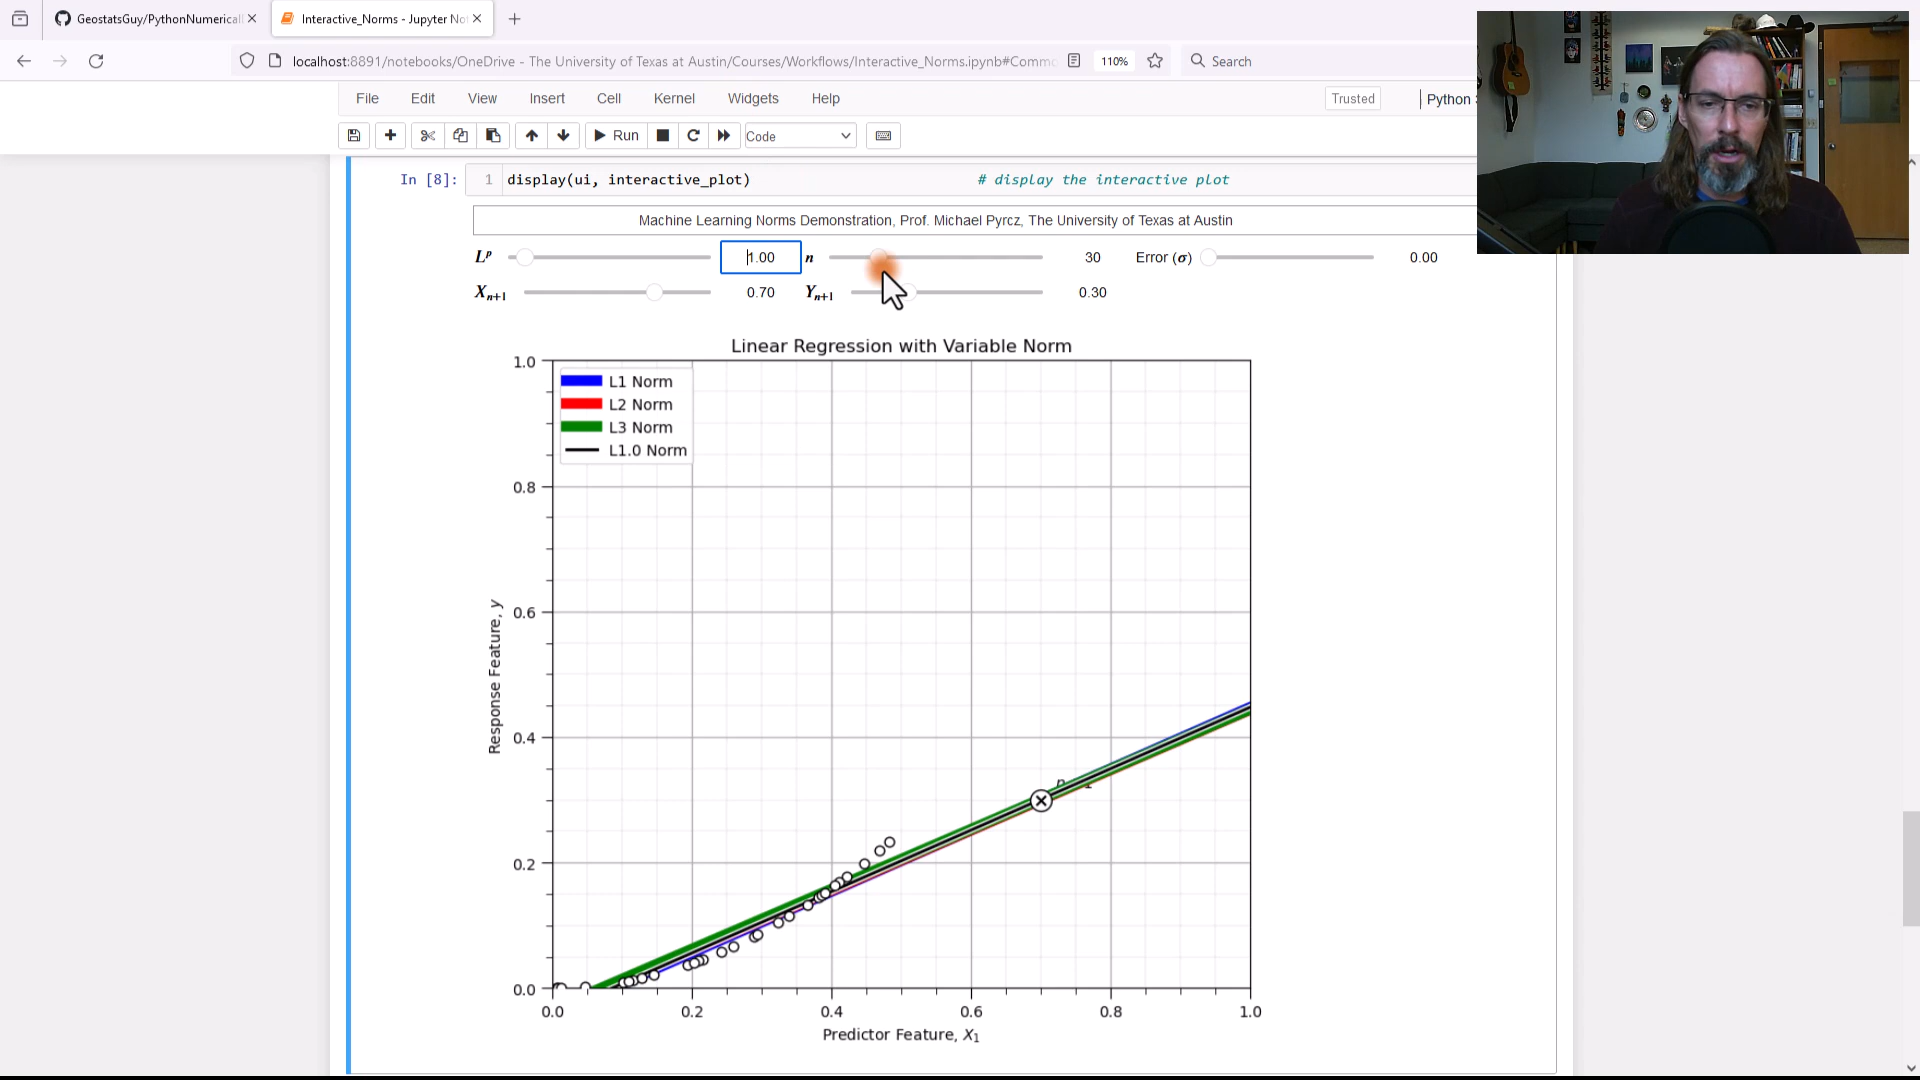 GeostatsGuy/PythonNumerical
Interactive_Norms - Jupyter No
localhost:8891/notebooks/OneDrive - The University of Texas at Austin/Courses/Workflows/Interactive_Norms.ipynb#Commo
110%
Search
File Edit View Insert Cell Kernel Widgets Help
Trusted
Python 3
Run
Code
In [8]:
1 display(ui, interactive_plot) # display the interactive plot
Machine Learning Norms Demonstration, Prof. Michael Pyrcz, The University of Texas at Austin
Lᵖ 1.00 n 30 Error (σ) 0.00
Xₙ₊₁ 0.70 Yₙ₊₁ 0.30
Linear Regression with Variable Norm
L1 Norm
L2 Norm
L3 Norm
L1.0 Norm
1.0
0.8
0.6
0.4
0.2
0.0
Response Feature, y
0.0 0.2 0.4 0.6 0.8 1.0
Predictor Feature, X₁